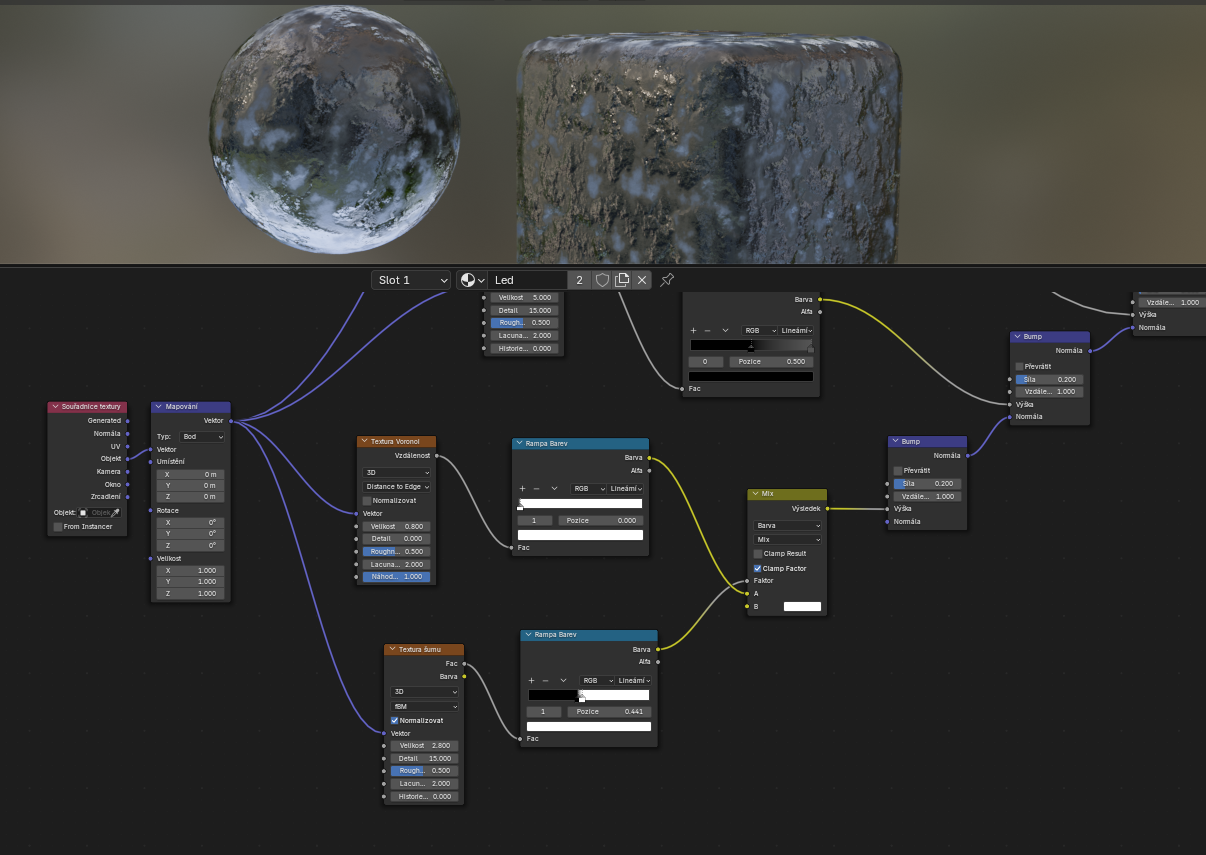 Slot 1
Led
2
Velikost 5.000
Detail 15.000
Rough... 0.500
Lacuna... 2.000
Historie... 0.000
Barva
Alfa
RGB
Lineární
0
Pozice 0.500
Fac
Vzdále... 1.000
Výška
Normála
Bump
Normála
Převrátit
Síla 0.200
Vzdále... 1.000
Výška
Normála
Souřadnice textury
Generated
Normála
UV
Objekt
Kamera
Okno
Zrcadlení
Objekt: Objek
From Instancer
Mapování
Vektor
Typ: Bod
Vektor
Umístění
X 0 m
Y 0 m
Z 0 m
Rotace
X 0°
Y 0°
Z 0°
Velikost
X 1.000
Y 1.000
Z 1.000
Textura Voronoi
Vzdálenost
3D
Distance to Edge
Normalizovat
Vektor
Velikost 0.800
Detail 0.000
Roughn... 0.500
Lacuna... 2.000
Náhod... 1.000
Rampa Barev
Barva
Alfa
RGB
Lineární
1
Pozice 0.000
Fac
Mix
Výsledek
Barva
Mix
Clamp Result
Clamp Factor
Faktor
A
B
Bump
Normála
Převrátit
Síla 0.200
Vzdále... 1.000
Výška
Normála
Textura šumu
Fac
Barva
3D
fBM
Normalizovat
Vektor
Velikost 2.800
Detail 15.000
Rough... 0.500
Lacun... 2.000
Historie... 0.000
Rampa Barev
Barva
Alfa
RGB
Lineární
1
Pozice 0.441
Fac